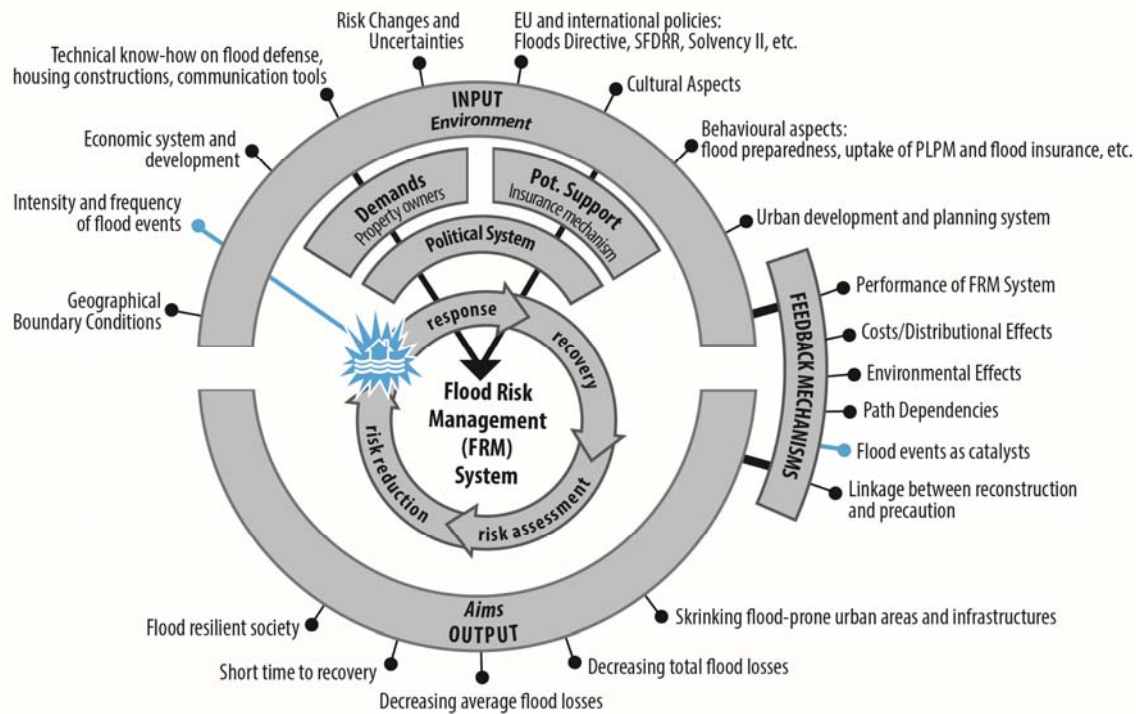 Risk Changes and
Uncertainties
EU and international policies:
Floods Directive, SFDRR, Solvency II, etc.
Technical know-how on flood defense,
housing constructions, communication tools
Cultural Aspects
Economic system and
development
Behavioural aspects:
flood preparedness, uptake of PLPM and flood insurance, etc.
Intensity and frequency
of flood events
Urban development and planning system
Geographical
Boundary Conditions
INPUT
Environment
Demands
Property owners
Pot. Support
Insurance mechanism
Political System
response
recovery
risk assessment
risk reduction
Flood Risk
Management
(FRM)
System
FEEDBACK MECHANISMS
Performance of FRM System
Costs/Distributional Effects
Environmental Effects
Path Dependencies
Flood events as catalysts
Linkage between reconstruction
and precaution
Aims
OUTPUT
Flood resilient society
Short time to recovery
Decreasing average flood losses
Decreasing total flood losses
Skrinking flood-prone urban areas and infrastructures